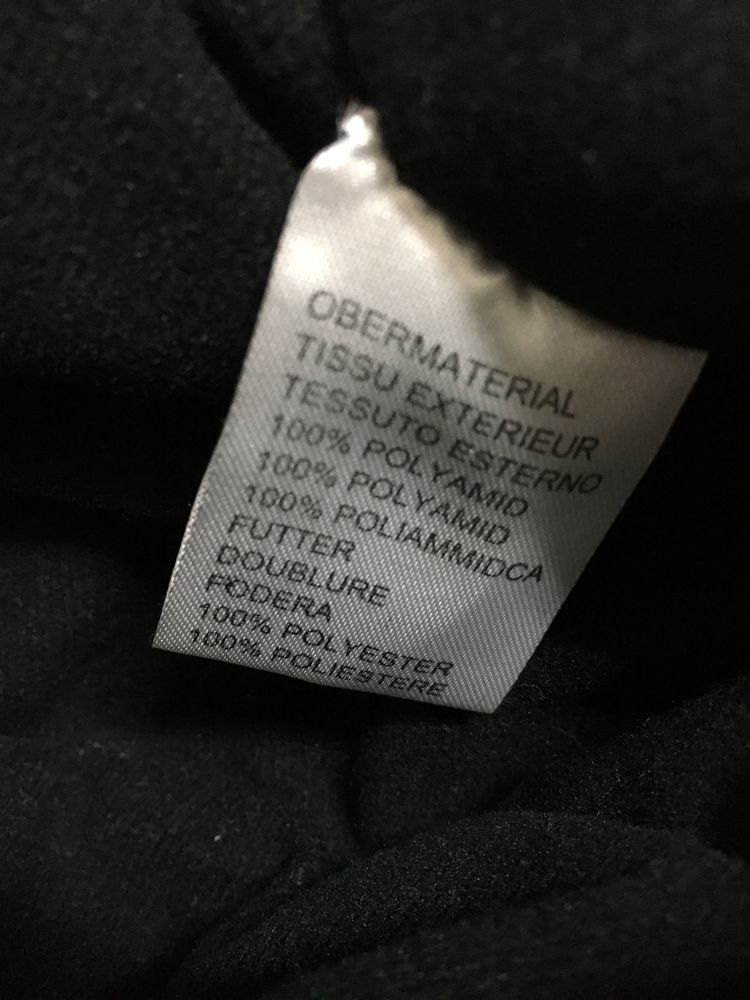 OBERMATERIAL
TISSU EXTERIEUR
TESSUTO ESTERNO
100% POLYAMID
100% POLYAMID
100% POLIAMMIDCA
FUTTER
DOUBLURE
FODERA
100% POLYESTER
100% POLIESTERE